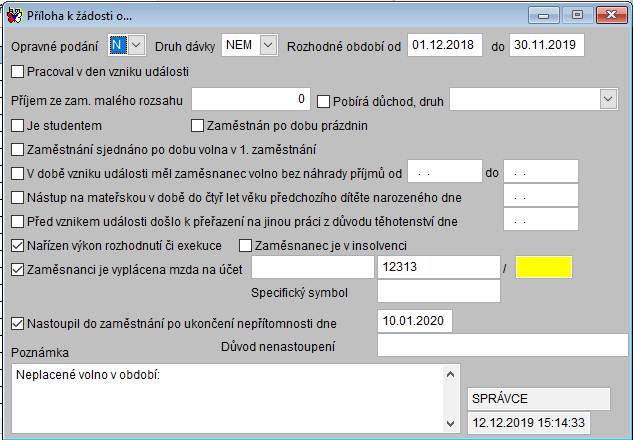 Příloha k žádosti o...
Opravné podání N Druh dávky NEM Rozhodné období od 01.12.2018 do 30.11.2019
Pracoval v den vzniku události
Příjem ze zam. malého rozsahu 0 Pobírá důchod, druh
Je studentem Zaměstnán po dobu prázdnin
Zaměstnání sjednáno po dobu volna v 1. zaměstnání
V době vzniku události měl zaměsnanec volno bez náhrady příjmů od . . do . .
Nástup na mateřskou v době do čtyř let věku předchozího dítěte narozeného dne . .
Před vznikem události došlo k přeřazení na jinou práci z důvodu těhotenství dne . .
Nařízen výkon rozhodnutí či exekuce Zaměsnanec je v insolvenci
Zaměsnanci je vyplácena mzda na účet 12313 /
Specifický symbol
Nastoupil do zaměstnání po ukončení nepřítomnosti dne 10.01.2020
Důvod nenastoupení
Poznámka
Neplacené volno v období:
SPRÁVCE
12.12.2019 15:14:33